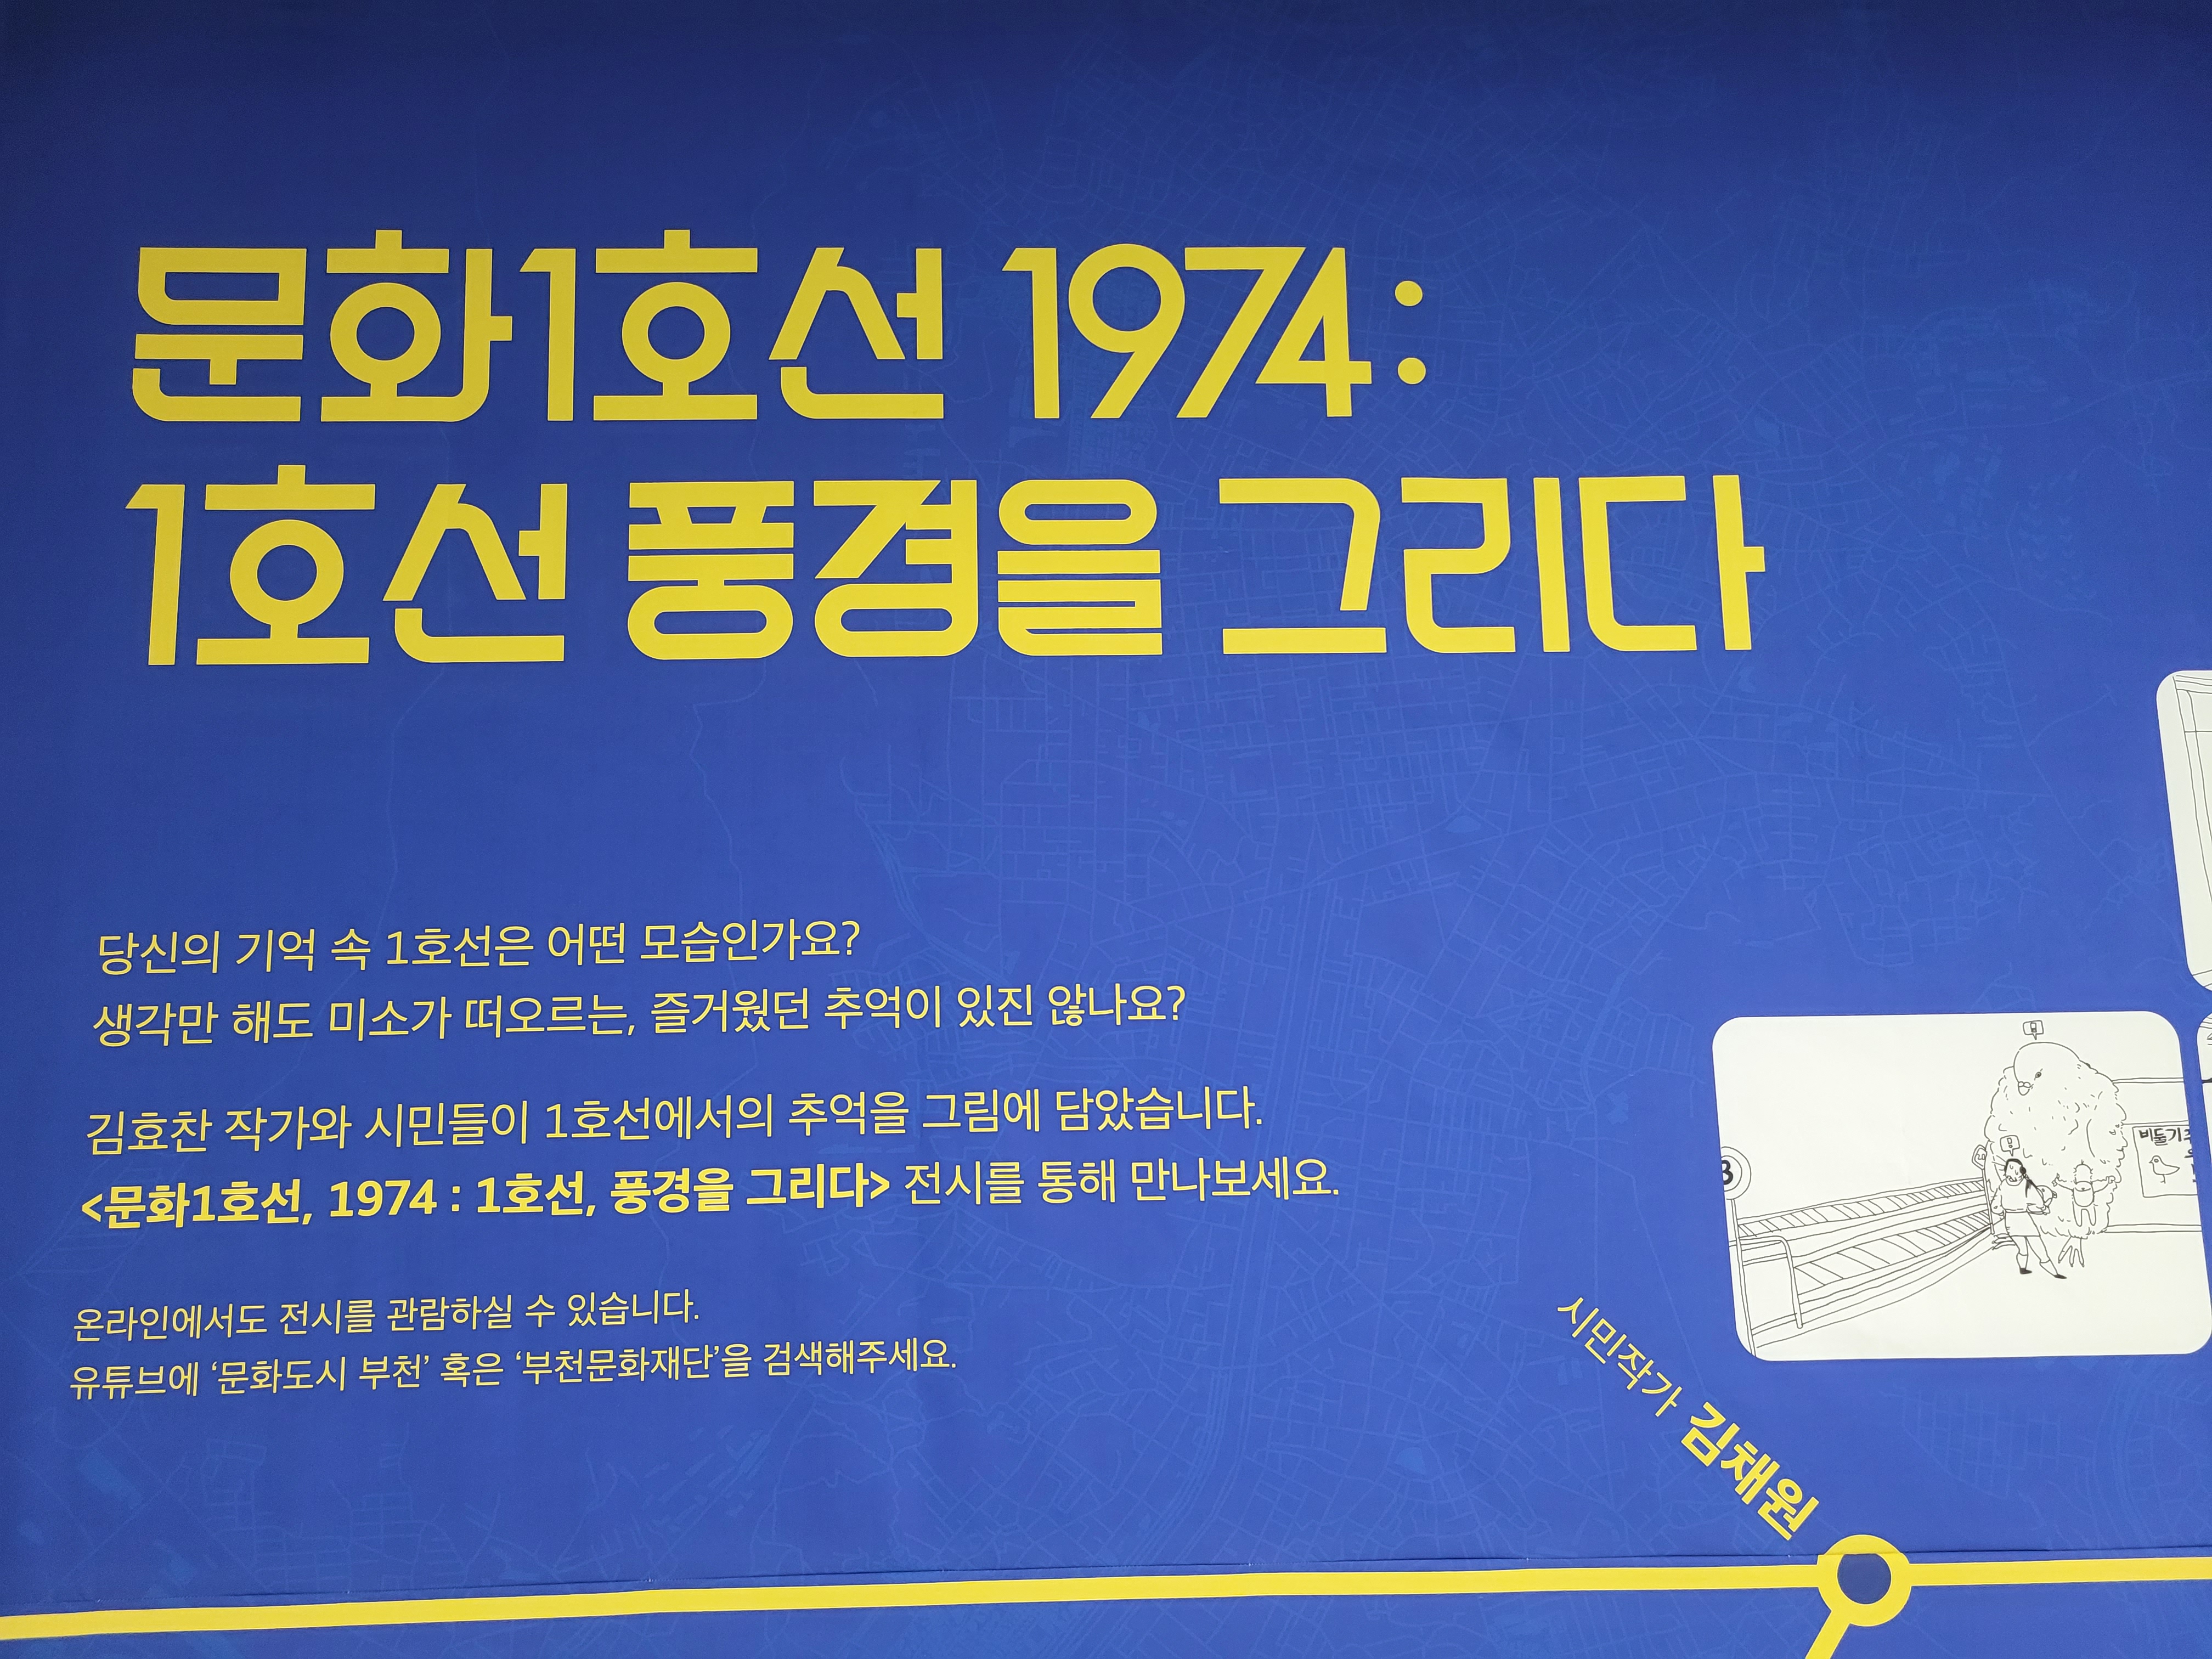 문화1호선 1974:
1호선 풍경을 그리다
당신의 기억 속 1호선은 어떤 모습인가요?
생각만 해도 미소가 떠오르는, 즐거웠던 추억이 있진 않나요?
김효찬 작가와 시민들이 1호선에서의 추억을 그림에 담았습니다.
<문화1호선, 1974 : 1호선, 풍경을 그리다> 전시를 통해 만나보세요.
온라인에서도 전시를 관람하실 수 있습니다.
유튜브에 ‘문화도시 부천’ 혹은 ‘부천문화재단’을 검색해주세요.
3
비둘기
시민작가 김채원